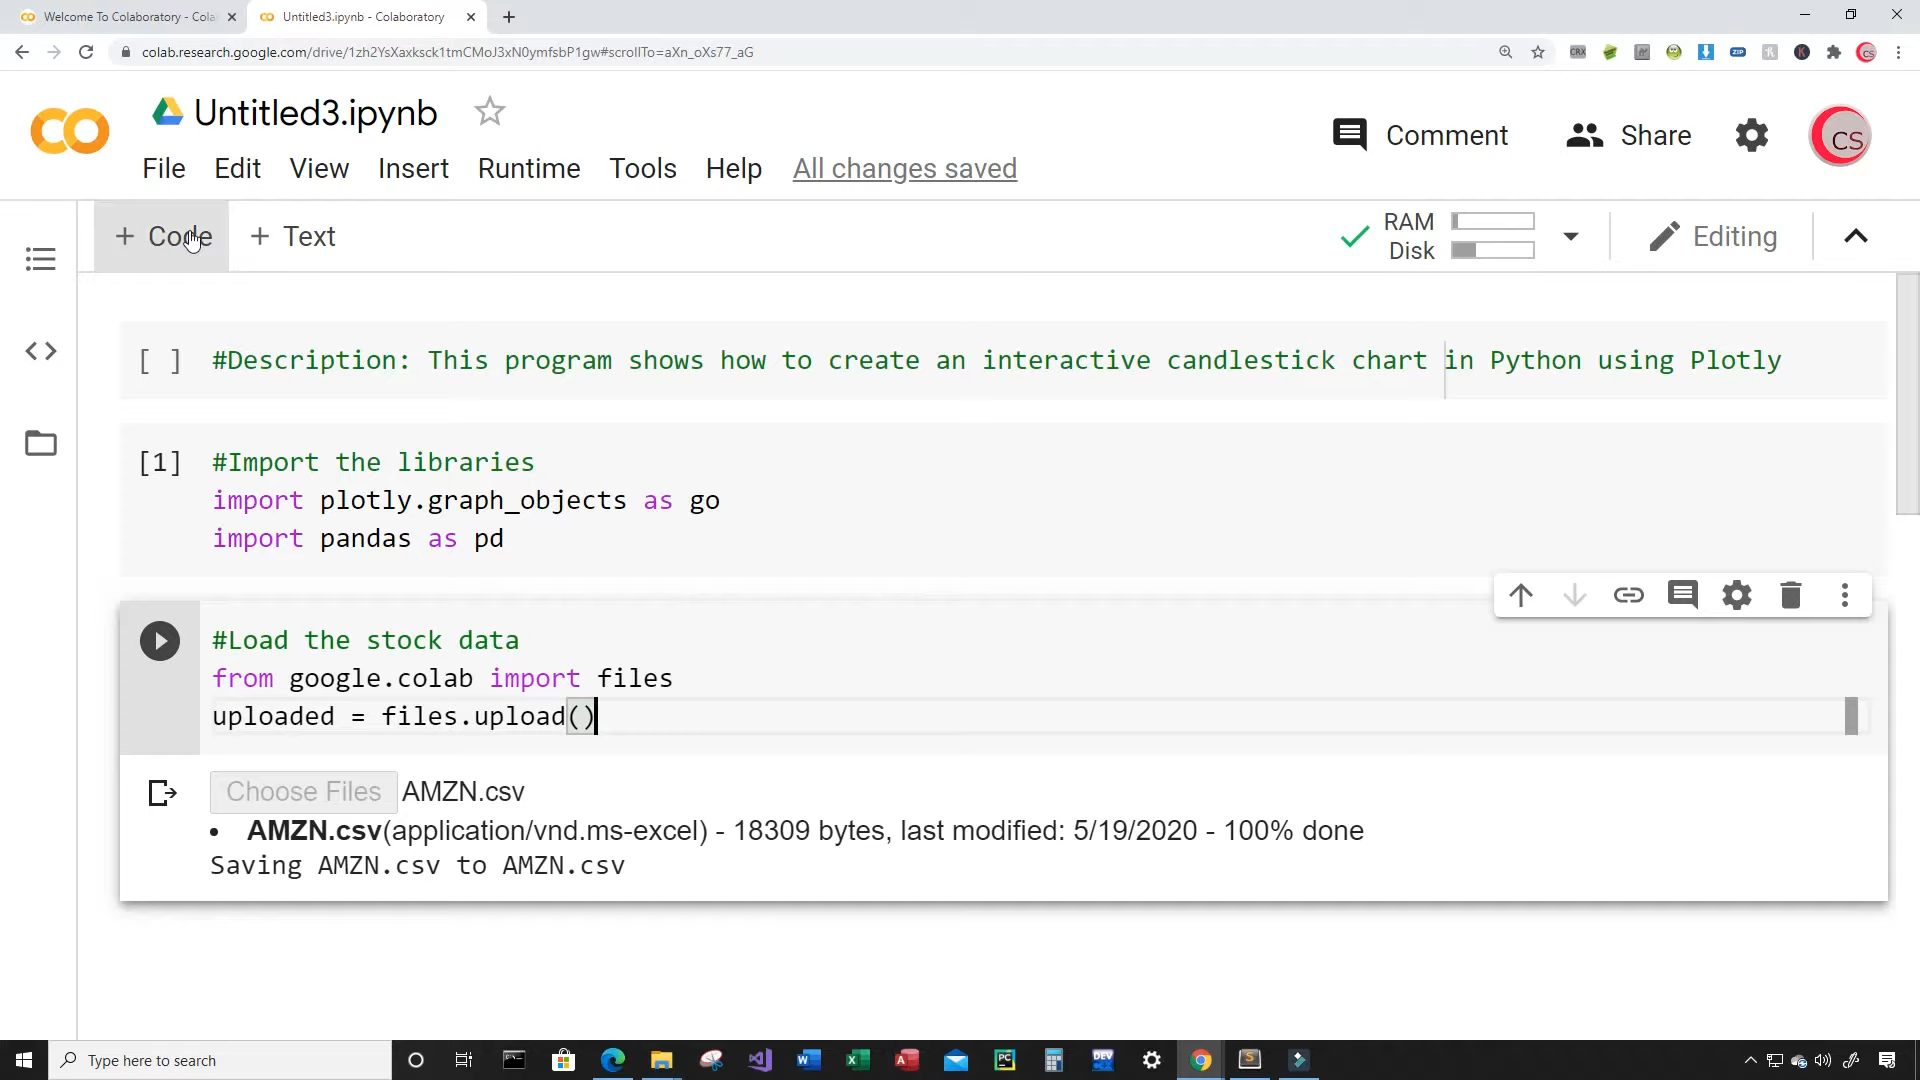 Welcome To Colaboratory - Cola
Untitled3.ipynb - Colaboratory
colab.research.google.com/drive/1zh2YsXaxksck1tmCMoJ3xN0ymfsbP1gw#scrollTo=aXn_oXs77_aG
Untitled3.ipynb
Comment
Share
CS
File Edit View Insert Runtime Tools Help All changes saved
+ Code + Text
RAM
Disk
Editing
[ ] #Description: This program shows how to create an interactive candlestick chart in Python using Plotly
[1] #Import the libraries
import plotly.graph_objects as go
import pandas as pd
#Load the stock data
from google.colab import files
uploaded = files.upload()
Choose Files AMZN.csv
• AMZN.csv(application/vnd.ms-excel) - 18309 bytes, last modified: 5/19/2020 - 100% done
Saving AMZN.csv to AMZN.csv
Type here to search